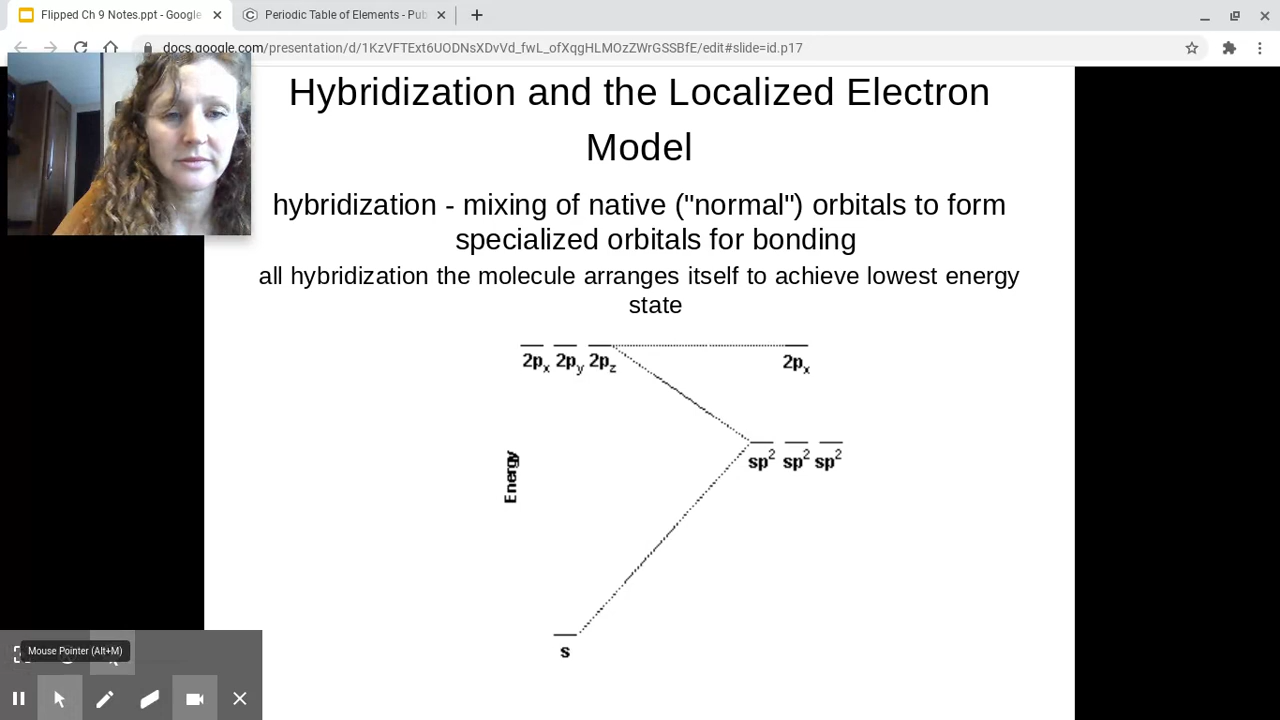 Flipped Ch 9 Notes.ppt - Google
Periodic Table of Elements - Pub
docs.google.com/presentation/d/1KzVFTExt6UODNsXDvVd_fwL_ofXqgHLMOzZWrGSSBfE/edit#slide=id.p17
Hybridization and the Localized Electron
Model
hybridization - mixing of native ("normal") orbitals to form
specialized orbitals for bonding
all hybridization the molecule arranges itself to achieve lowest energy
state
2px 2py 2pz 2px
sp2 sp2 sp2
Energy
s
Mouse Pointer (Alt+M)